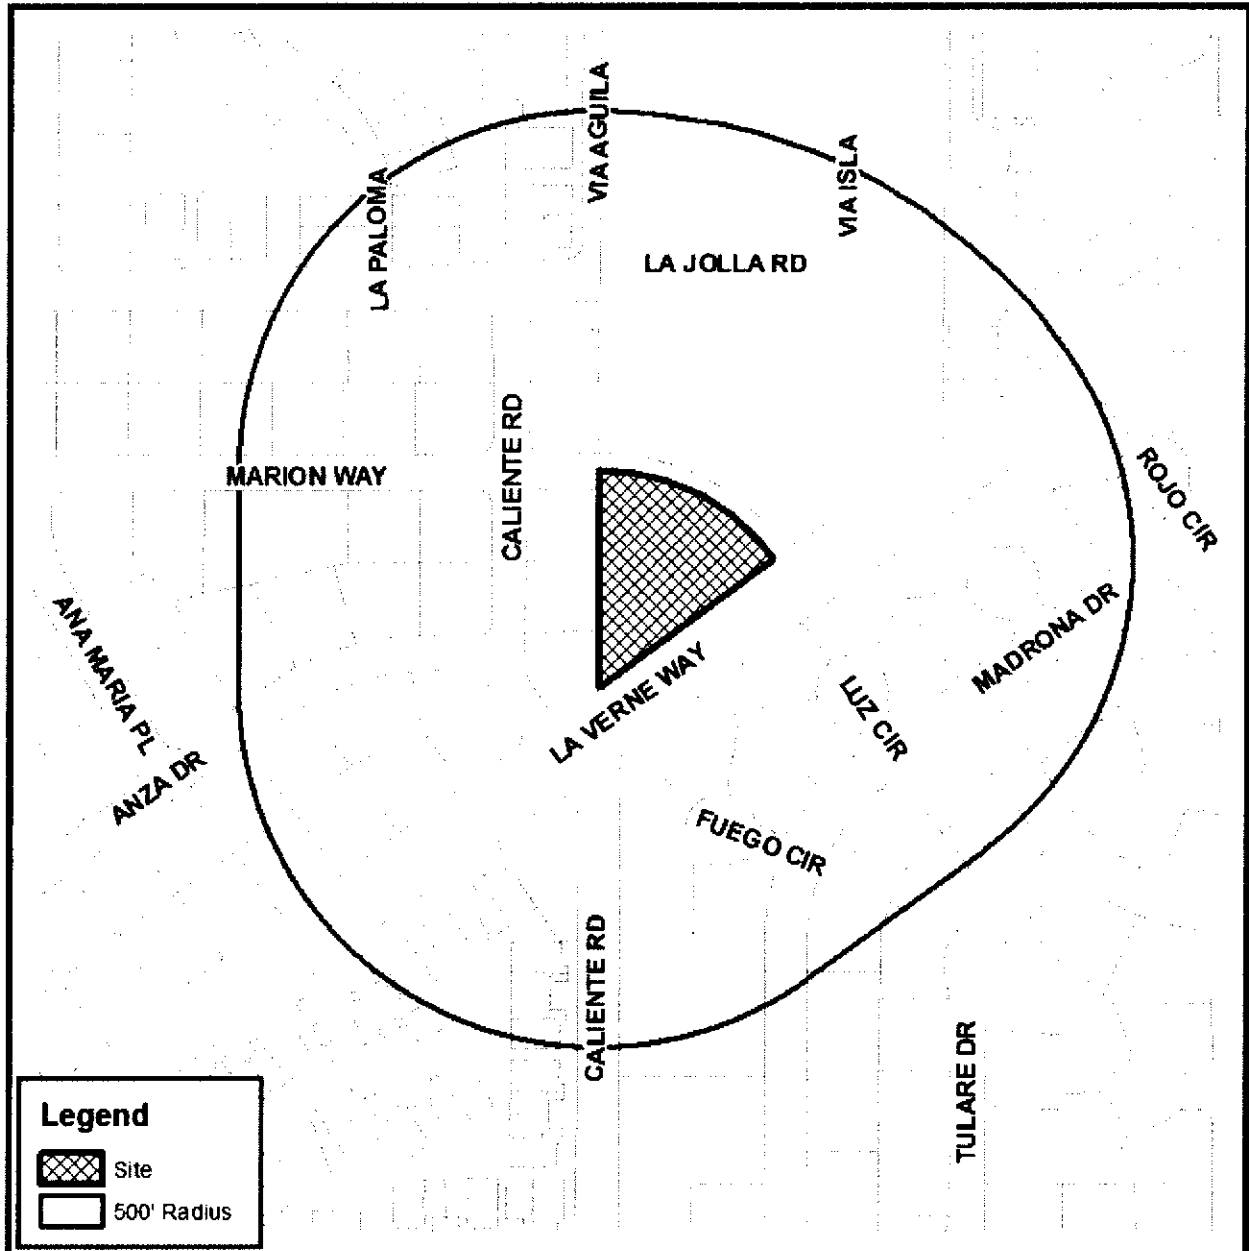 VIA AGUILA
VIA ISLA
LA PALOMA
LA JOLLA RD
CALIENTE RD
MARION WAY
ROJO CIR
MADRONA DR
ANA MARIA PL
LA VERNE WAY
LUZ CIR
ANZA DR
FUEGO CIR
CALIENTE RD
TULARE DR
Legend
Site
500' Radius